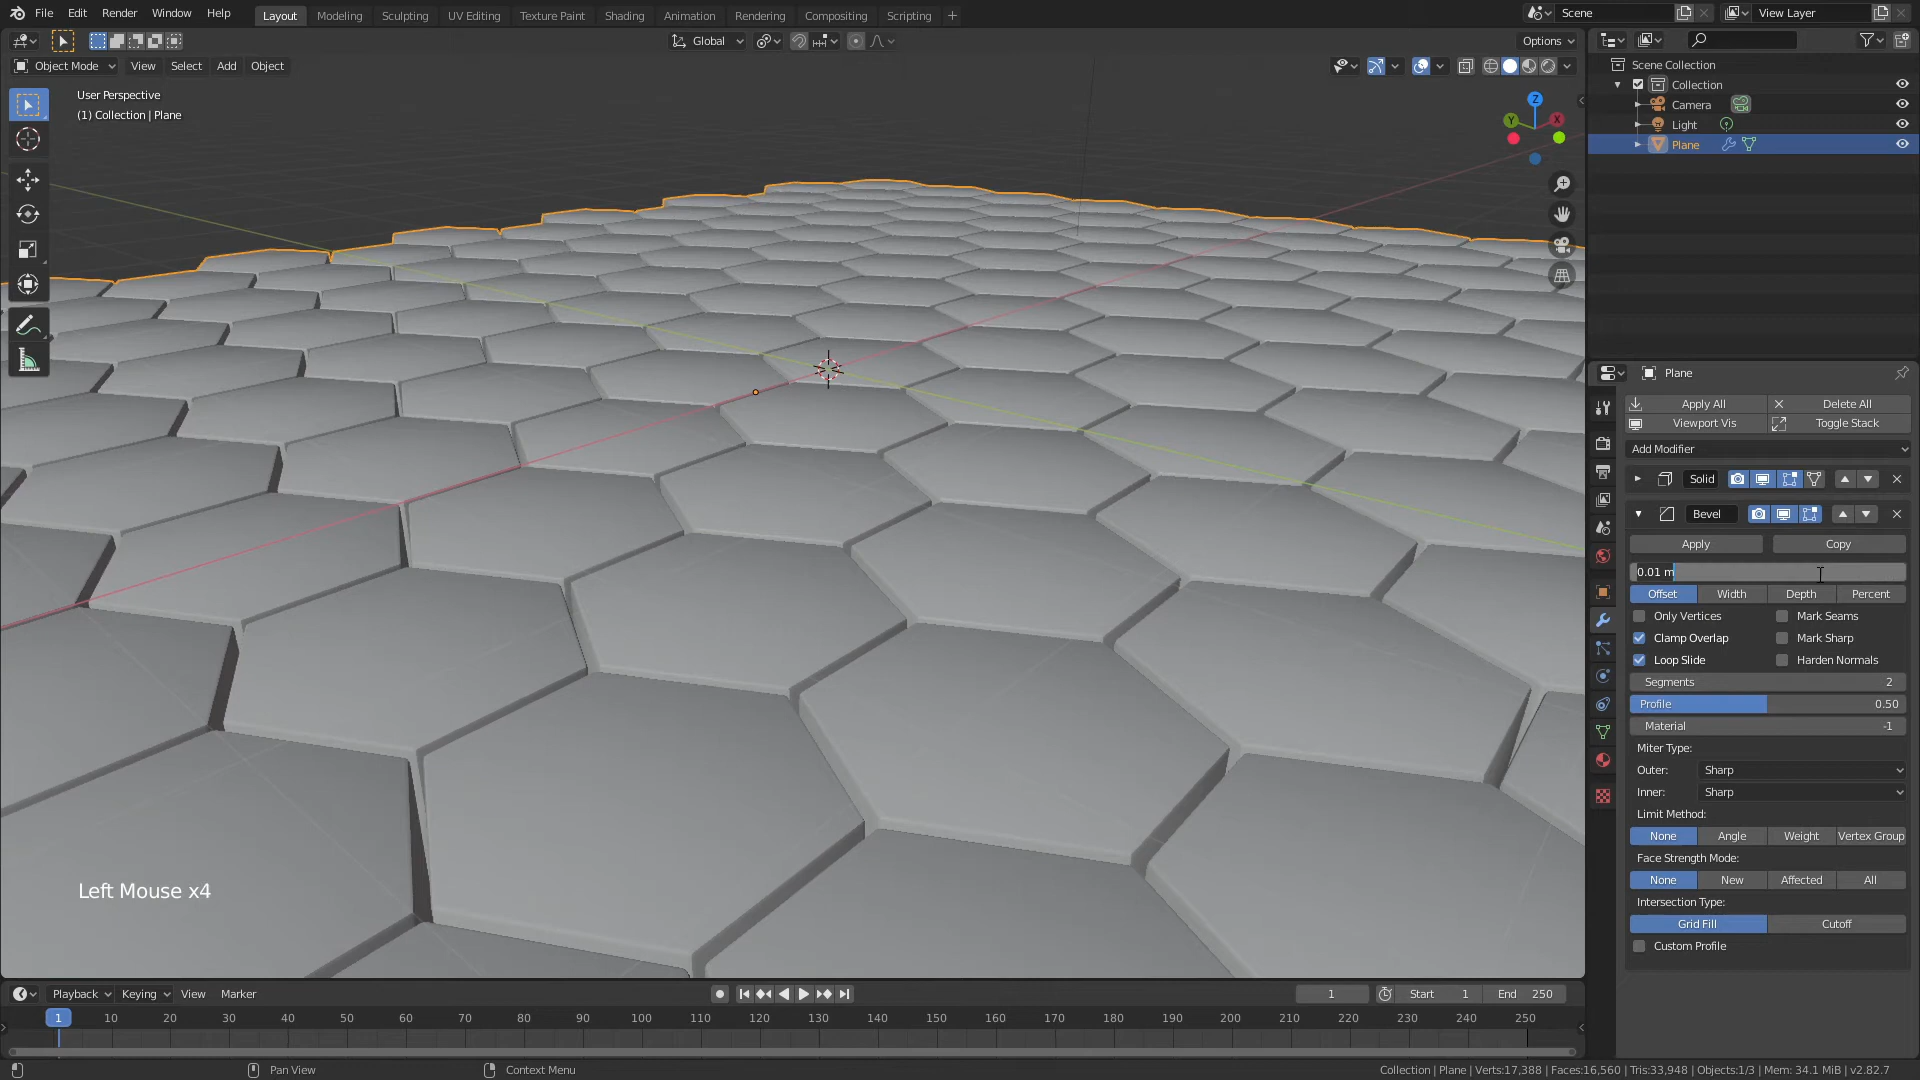 File Edit Render Window Help Layout Modeling Sculpting UV Editing Texture Paint Shading Animation Rendering Compositing Scripting + Scene View Layer
Global Options
Object Mode View Select Add Object
User Perspective
(1) Collection | Plane
Z
Y X
Scene Collection
Collection
Camera
Light
Plane
Plane
Apply All Delete All
Viewport Vis Toggle Stack
Add Modifier
Solid
Bevel
Apply Copy
0.01 m
Offset Width Depth Percent
Only Vertices Mark Seams
Clamp Overlap Mark Sharp
Loop Slide Harden Normals
Segments 2
Profile 0.50
Material -1
Miter Type:
Outer: Sharp
Inner: Sharp
Limit Method:
None Angle Weight Vertex Group
Face Strength Mode:
None New Affected All
Intersection Type:
Grid Fill Cutoff
Custom Profile
Left Mouse x4
Playback Keying View Marker 1 Start 1 End 250
1 10 20 30 40 50 60 70 80 90 100 110 120 130 140 150 160 170 180 190 200 210 220 230 240 250
Pan View Context Menu Collection | Plane | Verts:17,388 | Faces:16,560 | Tris:33,948 | Objects:1/3 | Mem: 34.1 MiB | v2.82.7